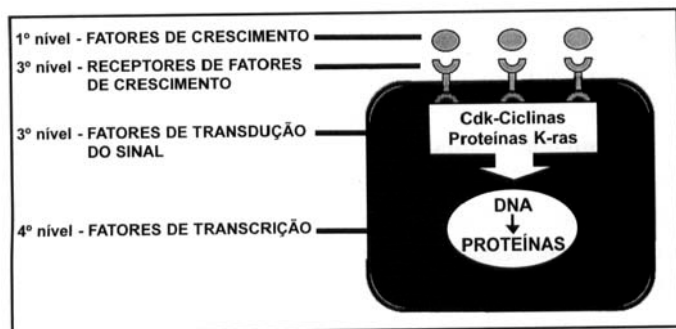 1º nível - FATORES DE CRESCIMENTO
3º nível - RECEPTORES DE FATORES
DE CRESCIMENTO
3º nível - FATORES DE TRANSDUÇÃO
DO SINAL
4º nível - FATORES DE TRANSCRIÇÃO
Cdk-Ciclinas
Proteínas K-ras
DNA
PROTEÍNAS